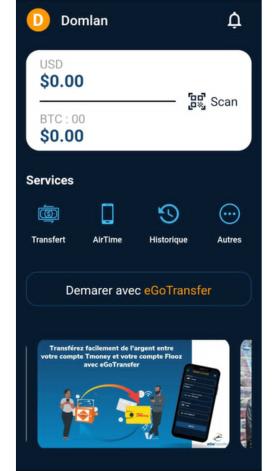 D Domlan
USD
$0.00
Scan
BTC : 00
$0.00
Services
Transfert AirTime Historique Autres
Demarer avec eGoTransfer
Transférez facilement de l'argent entre
votre compte Tmoney et votre compte Flooz
avec eGoTransfer